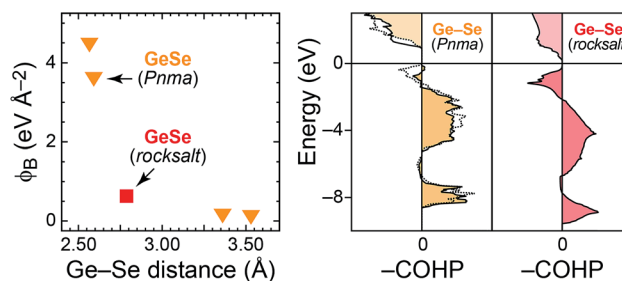 ϕB (eV Å–2)
4
2
0
GeSe
(Pnma)
GeSe
(rocksalt)
2.50
3.00
3.50
Ge–Se distance (Å)
Energy (eV)
0
–4
–8
Ge–Se
(Pnma)
Ge–Se
(rocksalt)
0
0
–COHP
–COHP